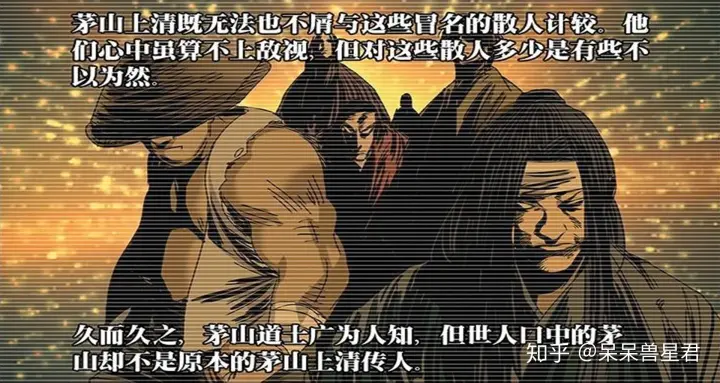 茅山上清既无法也不屑与这些冒名的散人计较。他
们心中虽算不上敌视，但对这些散人多少是有些不
以为然。
久而久之，茅山道士广为人知，但世人口中的茅
山却不是原本的茅山上清传人。
知乎 @呆呆兽星君